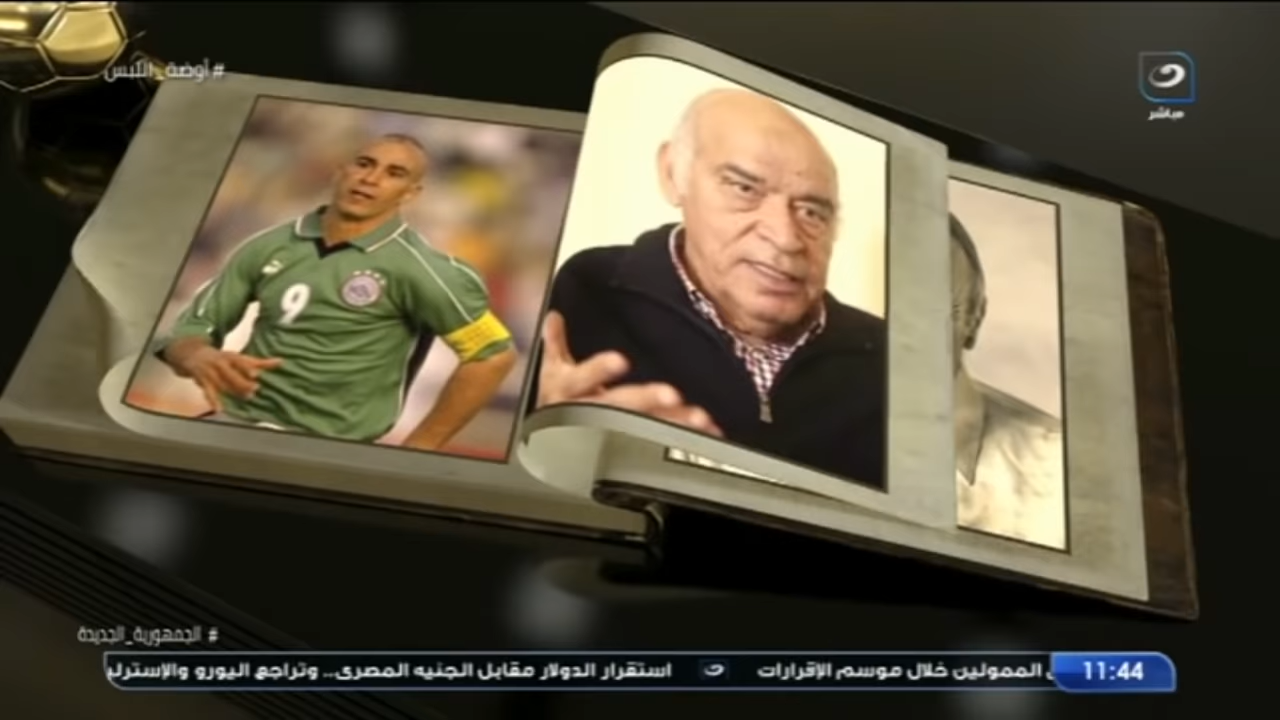 #أوضة_اللبس
مباشر
9
# الجمهورية_الجديدة
الممولين خلال موسم الإقرارات استقرار الدولار مقابل الجنيه المصرى.. وتراجع اليورو والإسترلي
11:44